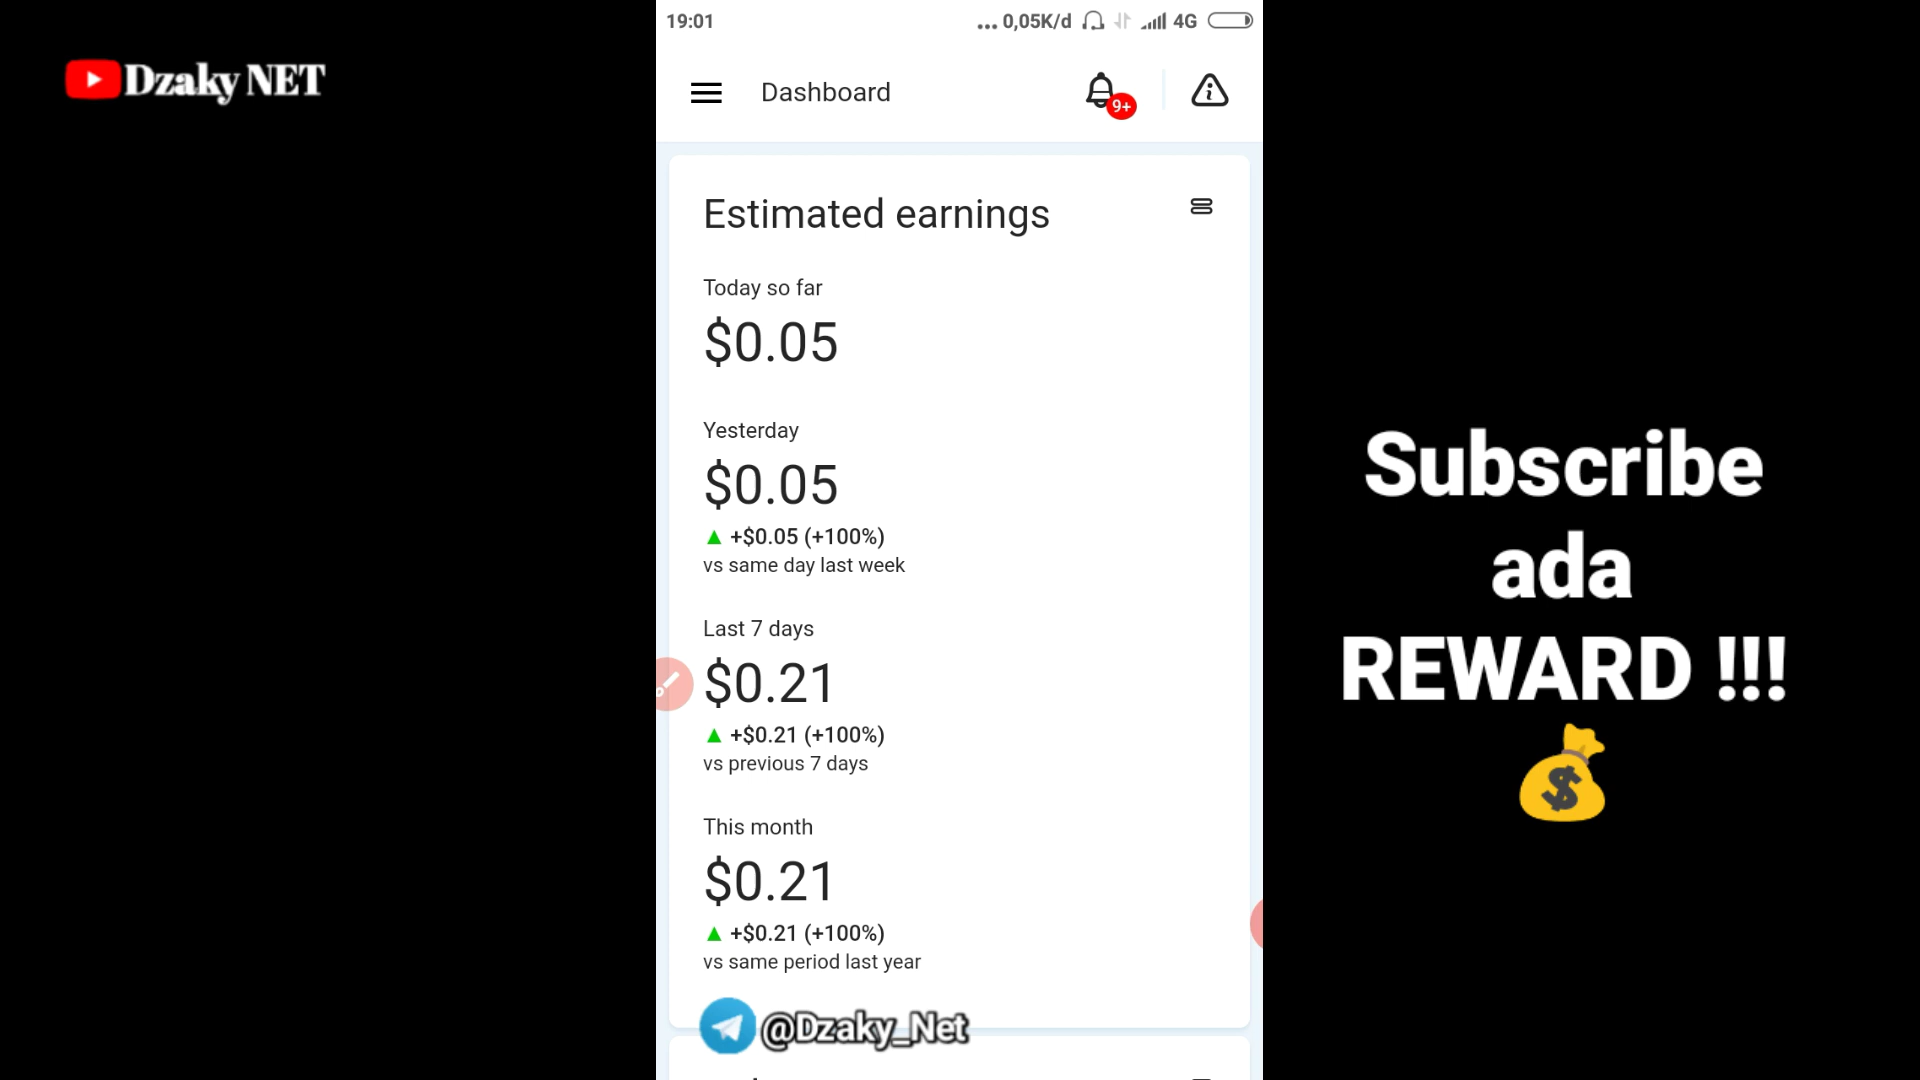 Dzaky NET
19:01
... 0,05K/d
4G
Dashboard
9+
Estimated earnings
Today so far
$0.05
Yesterday
$0.05
+$0.05 (+100%)
vs same day last week
Last 7 days
$0.21
+$0.21 (+100%)
vs previous 7 days
This month
$0.21
+$0.21 (+100%)
vs same period last year
@Dzaky_Net
Subscribe
ada
REWARD !!!